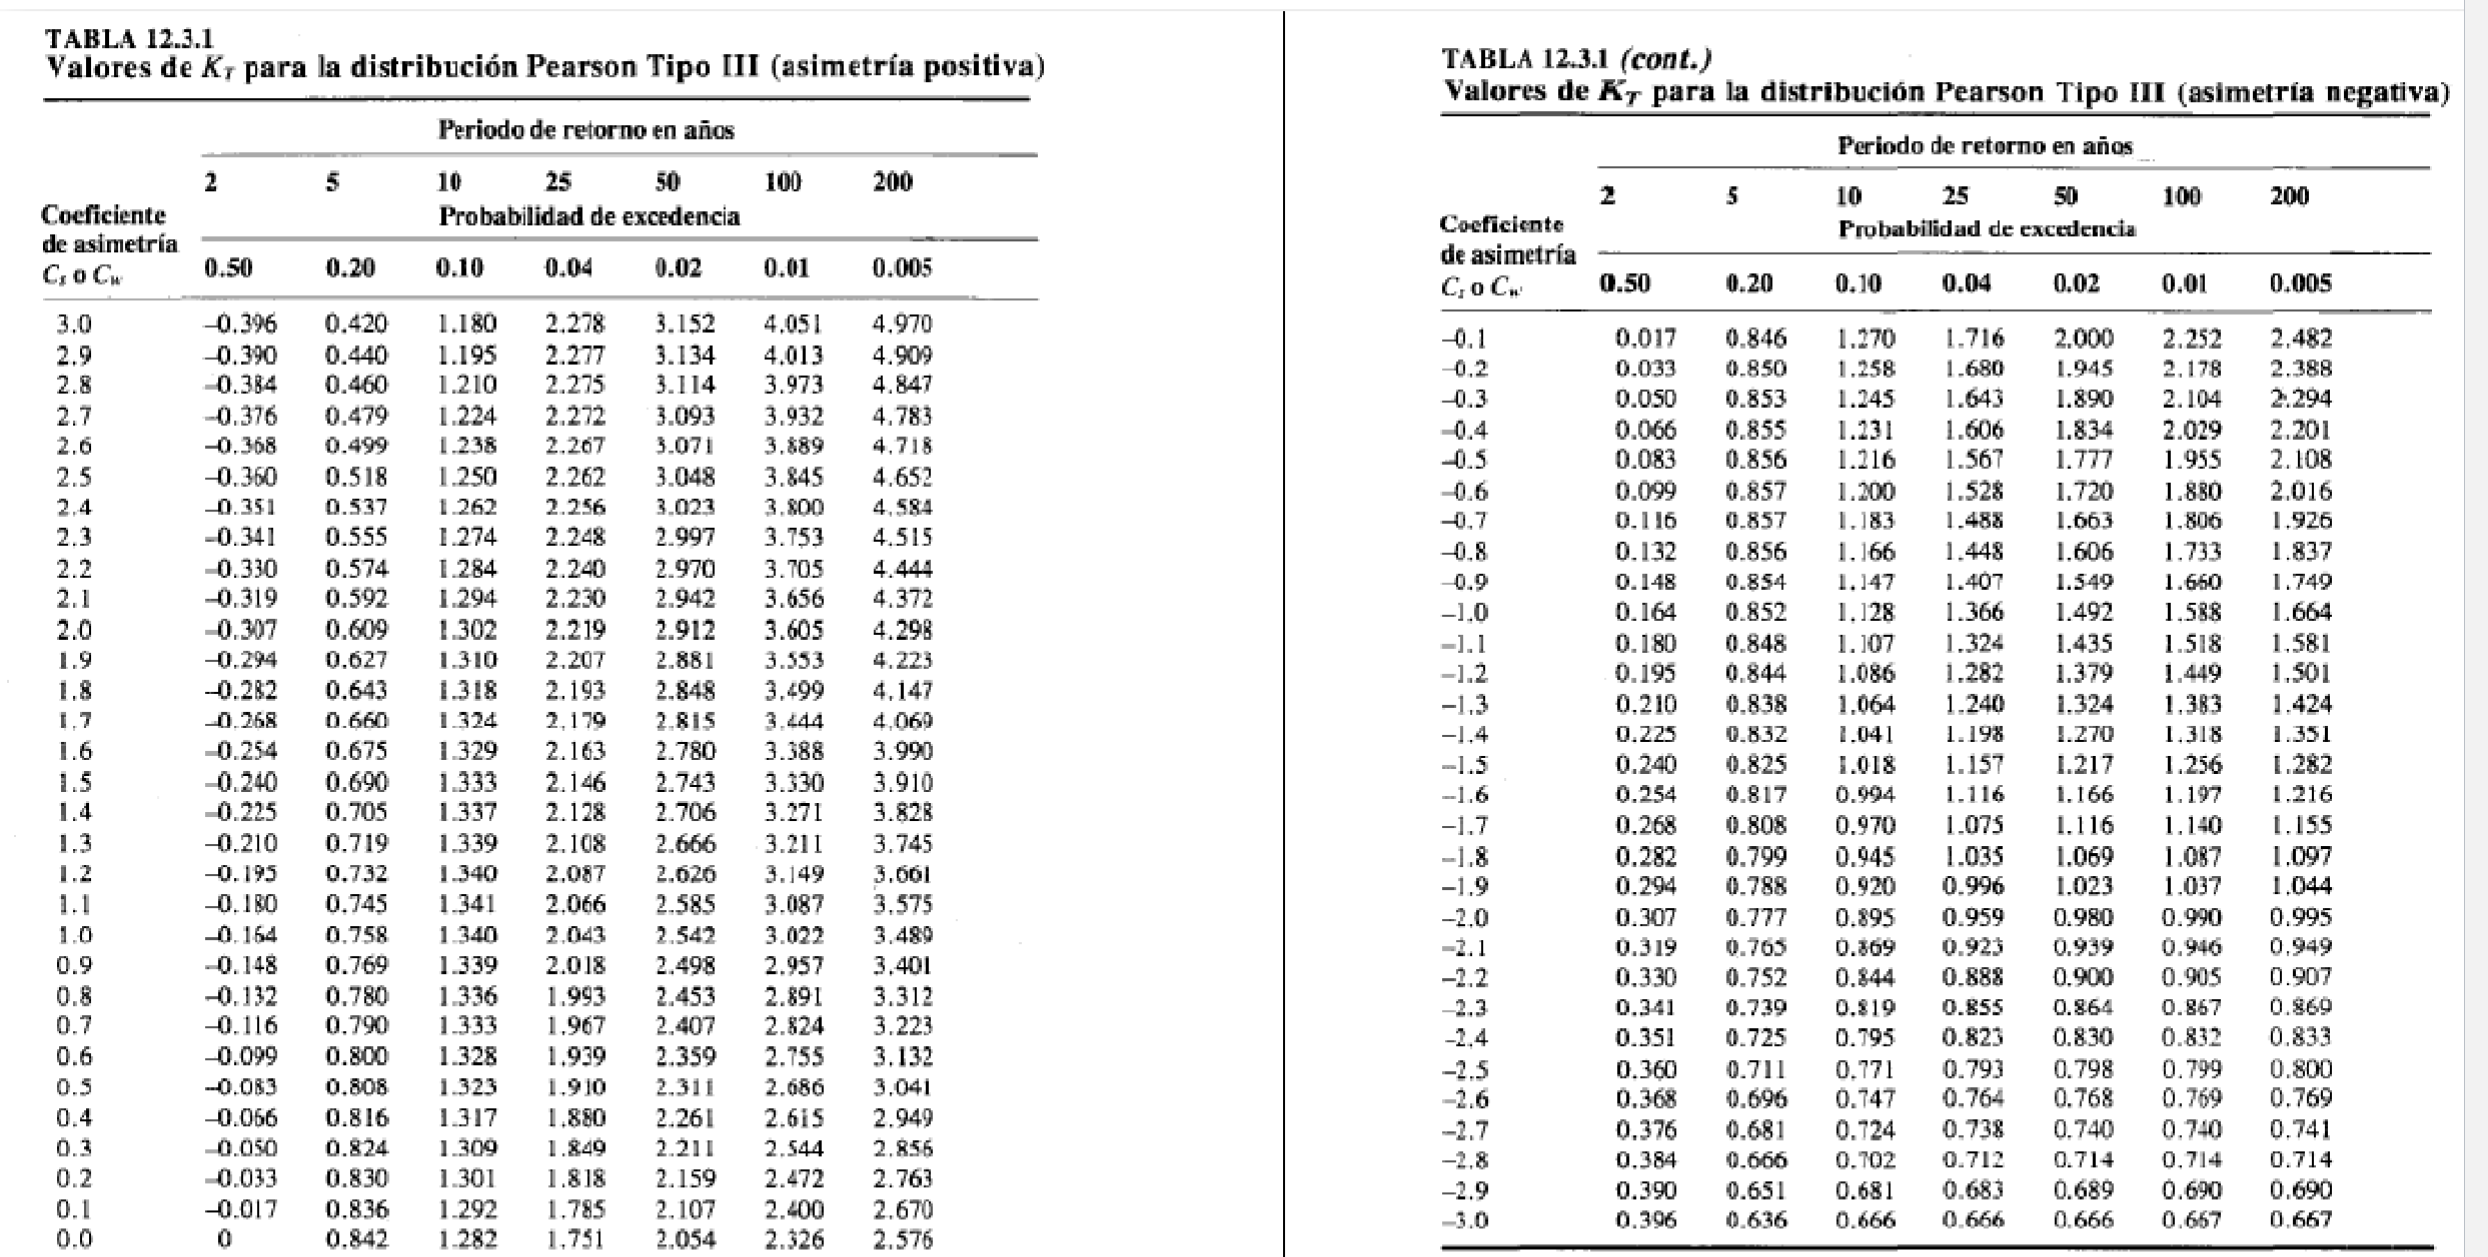 TABLA 12.3.1
Valores de K_T para la distribución Pearson Tipo III (asimetría positiva)
Periodo de retorno en años
2 5 10 25 50 100 200
Coeficiente
de asimetría
C_s o C_w
Probabilidad de excedencia
0.50 0.20 0.10 0.04 0.02 0.01 0.005
3.0 –0.396 0.420 1.180 2.278 3.152 4.051 4.970
2.9 –0.390 0.440 1.195 2.277 3.134 4.013 4.909
2.8 –0.384 0.460 1.210 2.275 3.114 3.973 4.847
2.7 –0.376 0.479 1.224 2.272 3.093 3.932 4.783
2.6 –0.368 0.499 1.238 2.267 3.071 3.889 4.718
2.5 –0.360 0.518 1.250 2.262 3.048 3.845 4.652
2.4 –0.351 0.537 1.262 2.256 3.023 3.800 4.584
2.3 –0.341 0.555 1.274 2.248 2.997 3.753 4.515
2.2 –0.330 0.574 1.284 2.240 2.970 3.705 4.444
2.1 –0.319 0.592 1.294 2.230 2.942 3.656 4.372
2.0 –0.307 0.609 1.302 2.219 2.912 3.605 4.298
1.9 –0.294 0.627 1.310 2.207 2.881 3.553 4.223
1.8 –0.282 0.643 1.318 2.193 2.848 3.499 4.147
1.7 –0.268 0.660 1.324 2.179 2.815 3.444 4.069
1.6 –0.254 0.675 1.329 2.163 2.780 3.388 3.990
1.5 –0.240 0.690 1.333 2.146 2.743 3.330 3.910
1.4 –0.225 0.705 1.337 2.128 2.706 3.271 3.828
1.3 –0.210 0.719 1.339 2.108 2.666 3.211 3.745
1.2 –0.195 0.732 1.340 2.087 2.626 3.149 3.661
1.1 –0.180 0.745 1.341 2.066 2.585 3.087 3.575
1.0 –0.164 0.758 1.340 2.043 2.542 3.022 3.489
0.9 –0.148 0.769 1.339 2.018 2.498 2.957 3.401
0.8 –0.132 0.780 1.336 1.993 2.453 2.891 3.312
0.7 –0.116 0.790 1.333 1.967 2.407 2.824 3.223
0.6 –0.099 0.800 1.328 1.939 2.359 2.755 3.132
0.5 –0.083 0.808 1.323 1.910 2.311 2.686 3.041
0.4 –0.066 0.816 1.317 1.880 2.261 2.615 2.949
0.3 –0.050 0.824 1.309 1.849 2.211 2.544 2.856
0.2 –0.033 0.830 1.301 1.818 2.159 2.472 2.763
0.1 –0.017 0.836 1.292 1.785 2.107 2.400 2.670
0.0 0 0.842 1.282 1.751 2.054 2.326 2.576
TABLA 12.3.1 (cont.)
Valores de K_T para la distribución Pearson Tipo III (asimetría negativa)
Periodo de retorno en años
2 5 10 25 50 100 200
Coeficiente
de asimetría
C_s o C_w
Probabilidad de excedencia
0.50 0.20 0.10 0.04 0.02 0.01 0.005
–0.1 0.017 0.846 1.270 1.716 2.000 2.252 2.482
–0.2 0.033 0.850 1.258 1.680 1.945 2.178 2.388
–0.3 0.050 0.853 1.245 1.643 1.890 2.104 2.294
–0.4 0.066 0.855 1.231 1.606 1.834 2.029 2.201
–0.5 0.083 0.856 1.216 1.567 1.777 1.955 2.108
–0.6 0.099 0.857 1.200 1.528 1.720 1.880 2.016
–0.7 0.116 0.857 1.183 1.488 1.663 1.806 1.926
–0.8 0.132 0.856 1.166 1.448 1.606 1.733 1.837
–0.9 0.148 0.854 1.147 1.407 1.549 1.660 1.749
–1.0 0.164 0.852 1.128 1.366 1.492 1.588 1.664
–1.1 0.180 0.848 1.107 1.324 1.435 1.518 1.581
–1.2 0.195 0.844 1.086 1.282 1.379 1.449 1.501
–1.3 0.210 0.838 1.064 1.240 1.324 1.383 1.424
–1.4 0.225 0.832 1.041 1.198 1.270 1.318 1.351
–1.5 0.240 0.825 1.018 1.157 1.217 1.256 1.282
–1.6 0.254 0.817 0.994 1.116 1.166 1.197 1.216
–1.7 0.268 0.808 0.970 1.075 1.116 1.140 1.155
–1.8 0.282 0.799 0.945 1.035 1.069 1.087 1.097
–1.9 0.294 0.788 0.920 0.996 1.023 1.037 1.044
–2.0 0.307 0.777 0.895 0.959 0.980 0.990 0.995
–2.1 0.319 0.765 0.869 0.923 0.939 0.946 0.949
–2.2 0.330 0.752 0.844 0.888 0.900 0.905 0.907
–2.3 0.341 0.739 0.819 0.855 0.864 0.867 0.869
–2.4 0.351 0.725 0.795 0.823 0.830 0.832 0.833
–2.5 0.360 0.711 0.771 0.793 0.798 0.799 0.800
–2.6 0.368 0.696 0.747 0.764 0.768 0.769 0.769
–2.7 0.376 0.681 0.724 0.738 0.740 0.740 0.741
–2.8 0.384 0.666 0.702 0.712 0.714 0.714 0.714
–2.9 0.390 0.651 0.681 0.683 0.689 0.690 0.690
–3.0 0.396 0.636 0.666 0.666 0.666 0.667 0.667